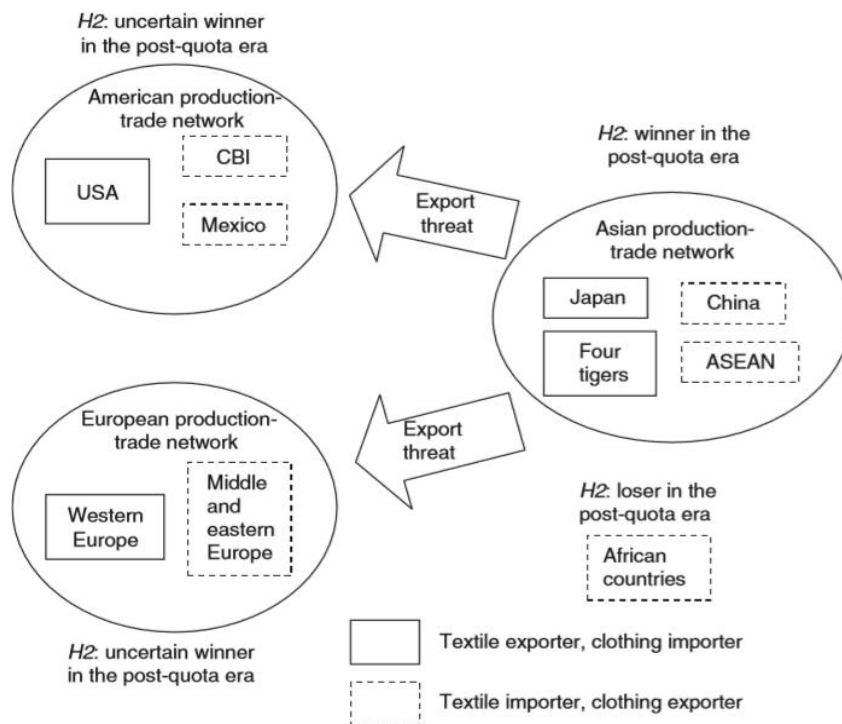 H2: uncertain winner
in the post-quota era
American production-
trade network
CBI
USA
Mexico
Export
threat
H2: winner in the
post-quota era
Asian production-
trade network
Japan
China
Four
tigers
ASEAN
European production-
trade network
Western
Europe
Middle
and
eastern
Europe
Export
threat
H2: uncertain winner
in the post-quota era
H2: loser in the
post-quota era
African
countries
Textile exporter, clothing importer
Textile importer, clothing exporter